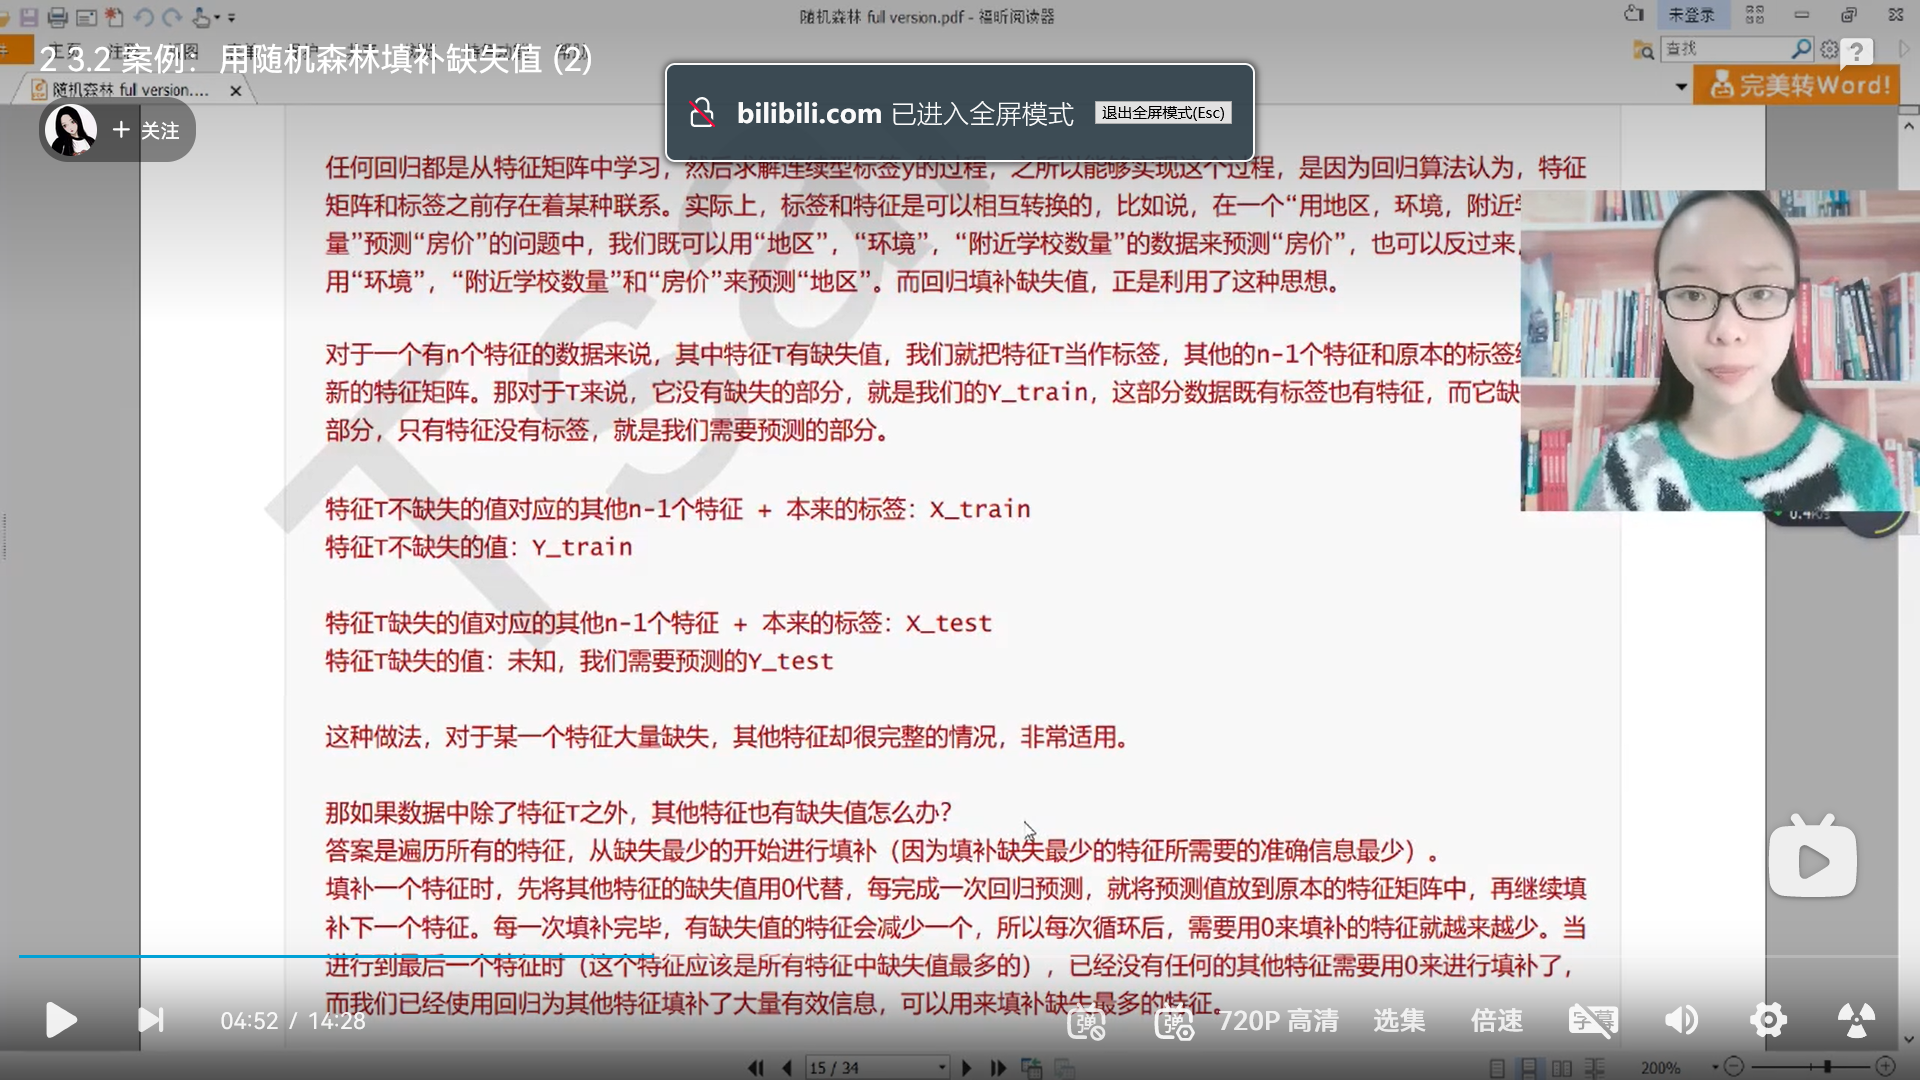 随机森林 full version.pdf - 福昕阅读器
未登录
2 3.2 案例：用随机森林填补缺失值 (2)
查找
随机森林 full version....
完美转Word!
bilibili.com 已进入全屏模式 退出全屏模式(Esc)
+ 关注
任何回归都是从特征矩阵中学习，然后求解连续型标签y的过程，之所以能够实现这个过程，是因为回归算法认为，特征
矩阵和标签之前存在着某种联系。实际上，标签和特征是可以相互转换的，比如说，在一个“用地区，环境，附近
量”预测“房价”的问题中，我们既可以用“地区”，“环境”，“附近学校数量”的数据来预测“房价”，也可以反过来，
用“环境”，“附近学校数量”和“房价”来预测“地区”。而回归填补缺失值，正是利用了这种思想。
对于一个有n个特征的数据来说，其中特征T有缺失值，我们就把特征T当作标签，其他的n-1个特征和原本的标签
新的特征矩阵。那对于T来说，它没有缺失的部分，就是我们的Y_train，这部分数据既有标签也有特征，而它缺
部分，只有特征没有标签，就是我们需要预测的部分。
特征T不缺失的值对应的其他n-1个特征 + 本来的标签：X_train
特征T不缺失的值：Y_train
特征T缺失的值对应的其他n-1个特征 + 本来的标签：X_test
特征T缺失的值：未知，我们需要预测的Y_test
这种做法，对于某一个特征大量缺失，其他特征却很完整的情况，非常适用。
那如果数据中除了特征T之外，其他特征也有缺失值怎么办？
答案是遍历所有的特征，从缺失最少的开始进行填补（因为填补缺失最少的特征所需要的准确信息最少）。
填补一个特征时，先将其他特征的缺失值用0代替，每完成一次回归预测，就将预测值放到原本的特征矩阵中，再继续填
补下一个特征。每一次填补完毕，有缺失值的特征会减少一个，所以每次循环后，需要用0来填补的特征就越来越少。当
进行到最后一个特征时（这个特征应该是所有特征中缺失值最多的），已经没有任何的其他特征需要用0来进行填补了，
而我们已经使用回归为其他特征填补了大量有效信息，可以用来填补缺失最多的特征。
Tsai
04:52 / 14:28
弹
弹
720P 高清
选集
倍速
字幕
15 / 34
200%